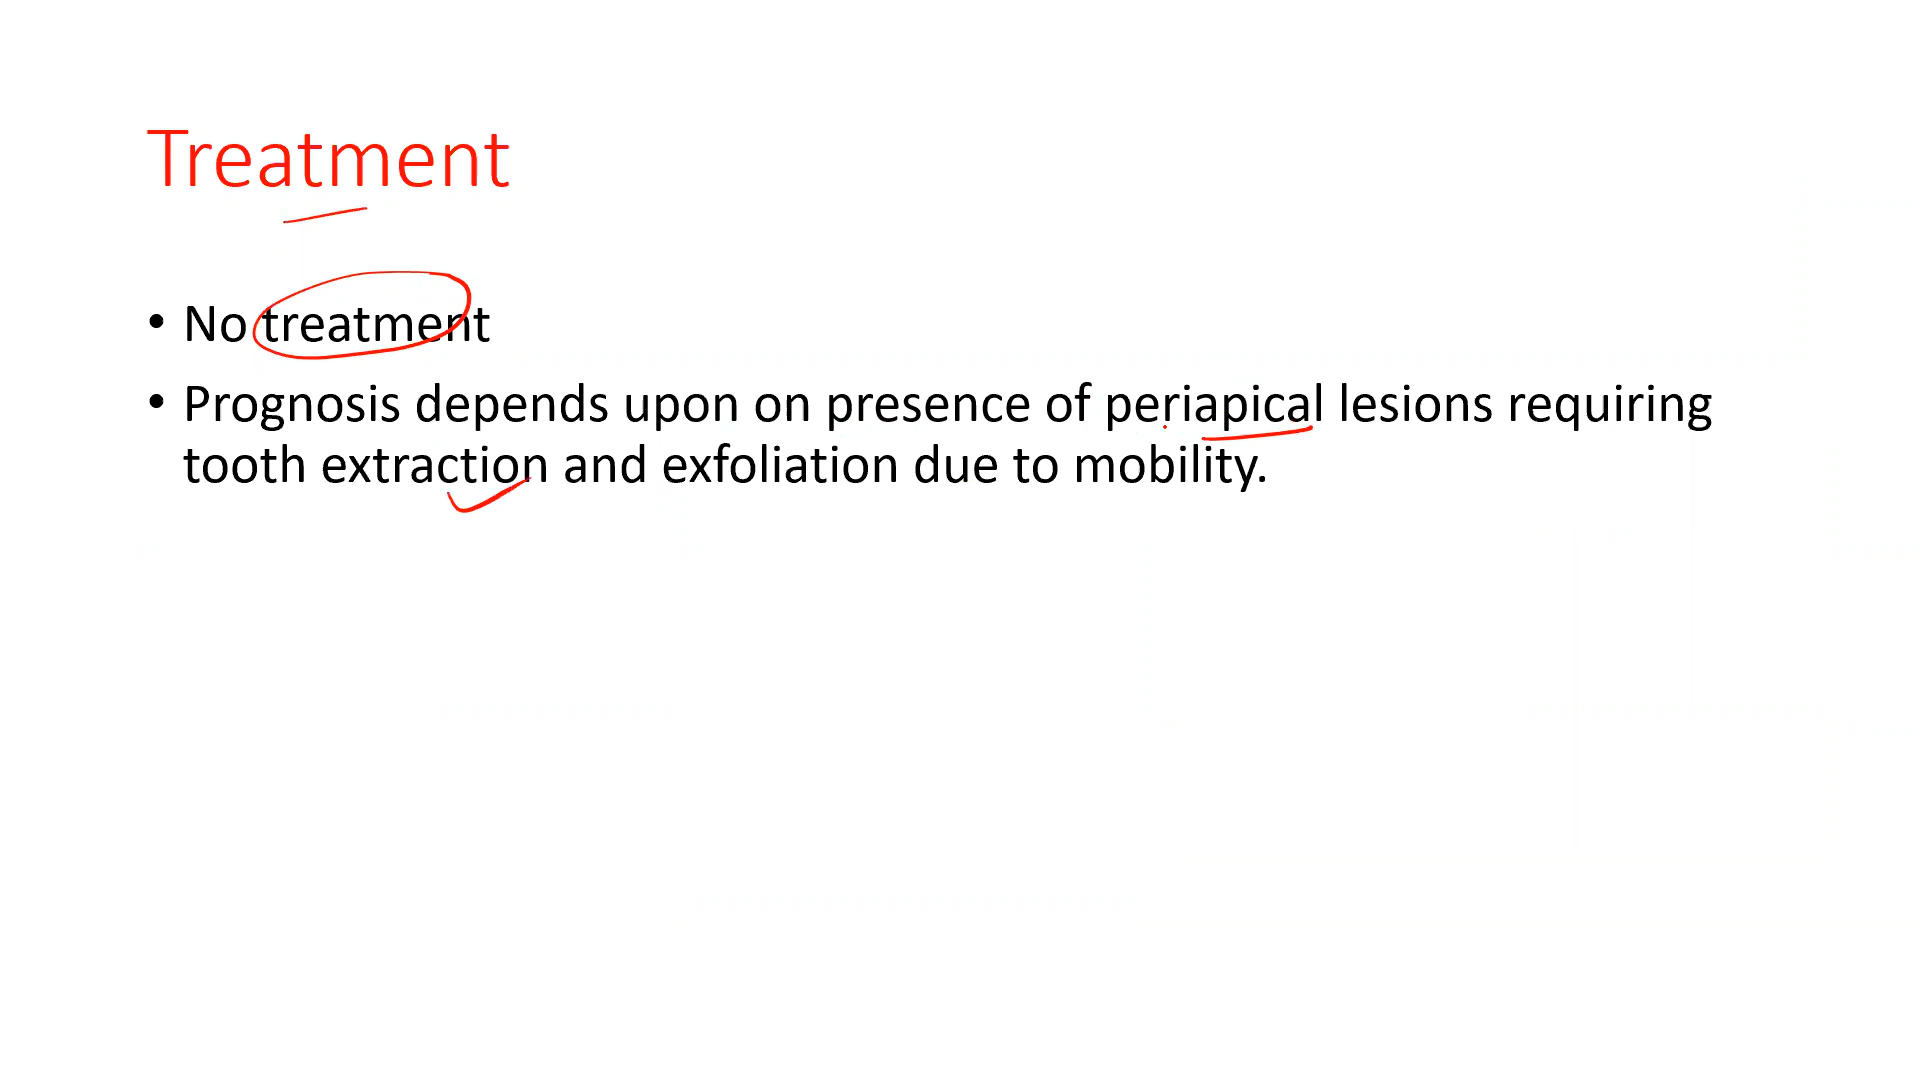 Treatment
• No treatment
• Prognosis depends upon on presence of periapical lesions requiring
tooth extraction and exfoliation due to mobility.